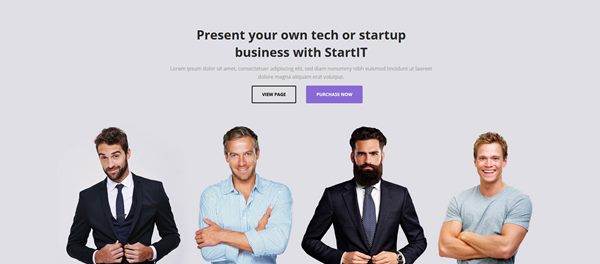 Present your own tech or startup
business with StartIT
Lorem ipsum dolor sit amet, consectetuer adipiscing elit, sed diam nonummy nibh euismod tincidunt ut laoreet
dolore magna aliquam erat volutpat.
VIEW PAGE PURCHASE NOW